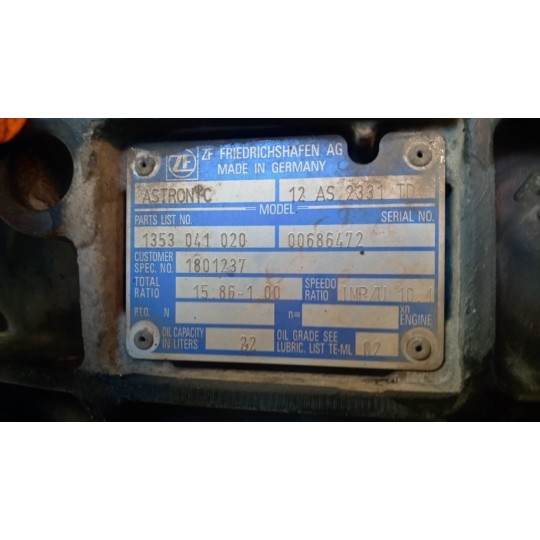 ZF ZF FRIEDRICHSHAFEN AG
MADE IN GERMANY
ASTRONIC 12 AS 2331 TD
MODEL
PARTS LIST NO. SERIAL NO.
1353 041 020 00686472
CUSTOMER
SPEC. NO. 1801237
TOTAL
RATIO 15.86-1.00 SPEEDO
RATIO
P.T.O. N n= xn
ENGINE
OIL CAPACITY
IN LITERS OIL GRADE SEE
LUBRIC. LIST TE-ML 02